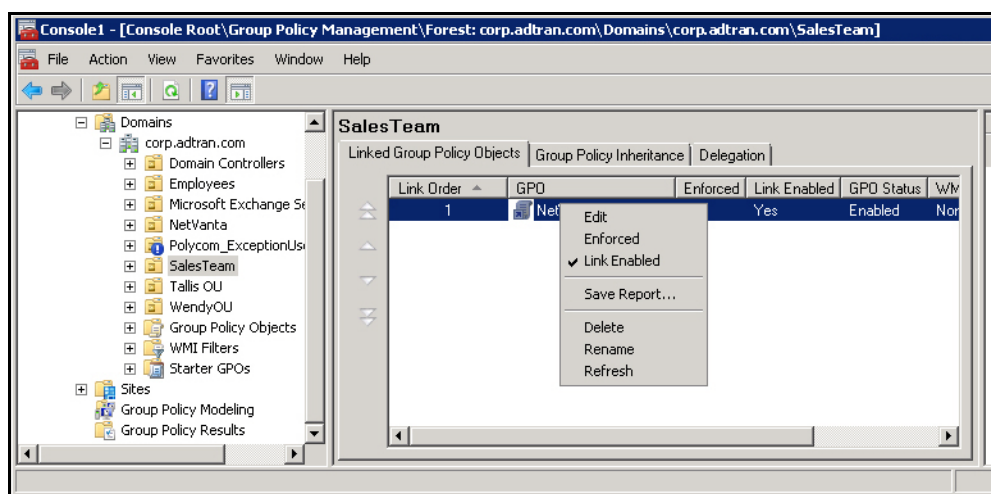 Console1 - [Console Root\Group Policy Management\Forest: corp.adtran.com\Domains\corp.adtran.com\SalesTeam]
File Action View Favorites Window Help
Domains
corp.adtran.com
Domain Controllers
Employees
Microsoft Exchange Se
NetVanta
Polycom_ExceptionUs
SalesTeam
Tallis OU
WendyOU
Group Policy Objects
WMI Filters
Starter GPOs
Sites
Group Policy Modeling
Group Policy Results
SalesTeam
Linked Group Policy Objects Group Policy Inheritance Delegation
Link Order GPO Enforced Link Enabled GPO Status WM
1 Net Yes Enabled Nor
Edit
Enforced
Link Enabled
Save Report...
Delete
Rename
Refresh